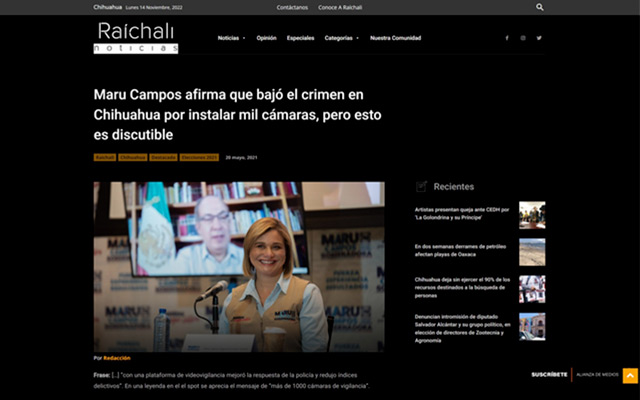 Chihuahua Lunes 14 Noviembre, 2022
Contáctanos Conoce A Raíchali
Raíchali
noticias
Noticias Opinión Especiales Categorías Nuestra Comunidad
Maru Campos afirma que bajó el crimen en
Chihuahua por instalar mil cámaras, pero esto
es discutible
Raichali Chihuahua Destacada Elecciones 2021 20 mayo, 2021
MARU
CAMPOS
MARU
Por Redacción
Frase: [...] "con una plataforma de videovigilancia mejoró la respuesta de la policía y redujo índices
delictivos". En una leyenda en el el spot se aprecia el mensaje de "más de 1000 cámaras de vigilancia".
Recientes
Artistas presentan queja ante CEDH por
'La Golondrina y su Príncipe'
En dos semanas derrames de petróleo
afectan playas de Oaxaca
Chihuahua deja sin ejercer el 90% de los
recursos destinados a la búsqueda de
personas
Denuncian intromisión de diputado
Salvador Alcántar y su grupo político, en
elección de directores de Zootecnia y
Agronomía
SUSCRÍBETE ALIANZA DE MEDIOS